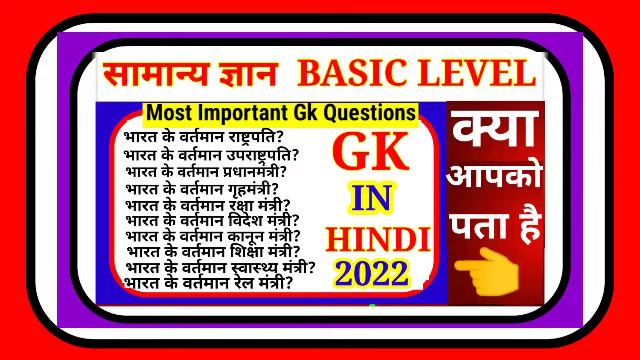 सामान्य ज्ञान BASIC LEVEL
Most Important Gk Questions
भारत के वर्तमान राष्ट्रपति?
भारत के वर्तमान उपराष्ट्रपति?
भारत के वर्तमान प्रधानमंत्री?
भारत के वर्तमान गृहमंत्री?
भारत के वर्तमान रक्षा मंत्री?
भारत के वर्तमान विदेश मंत्री?
भारत के वर्तमान कानून मंत्री?
भारत के वर्तमान शिक्षा मंत्री?
भारत के वर्तमान स्वास्थ्य मंत्री?
भारत के वर्तमान रेल मंत्री?
GK
IN
HINDI
2022
क्या
आपको
पता है